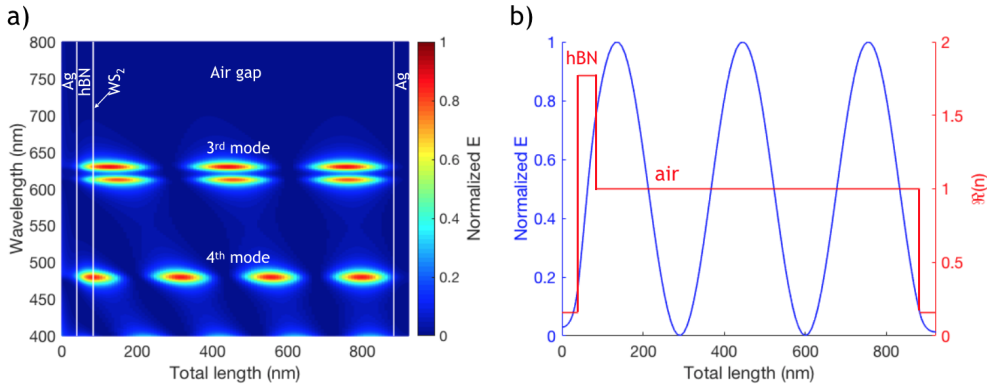 a)
800
750
700
650
600
550
500
450
400
Wavelength (nm)
0
200
400
600
800
Total length (nm)
Ag
hBN
WS₂
Air gap
Ag
3rd mode
4th mode
1
0.8
0.6
0.4
0.2
0
Normalized E
b)
1
0.8
0.6
0.4
0.2
0
Normalized E
hBN
air
0
200
400
600
800
Total length (nm)
2
1.5
1
0.5
0
ℜ(n)